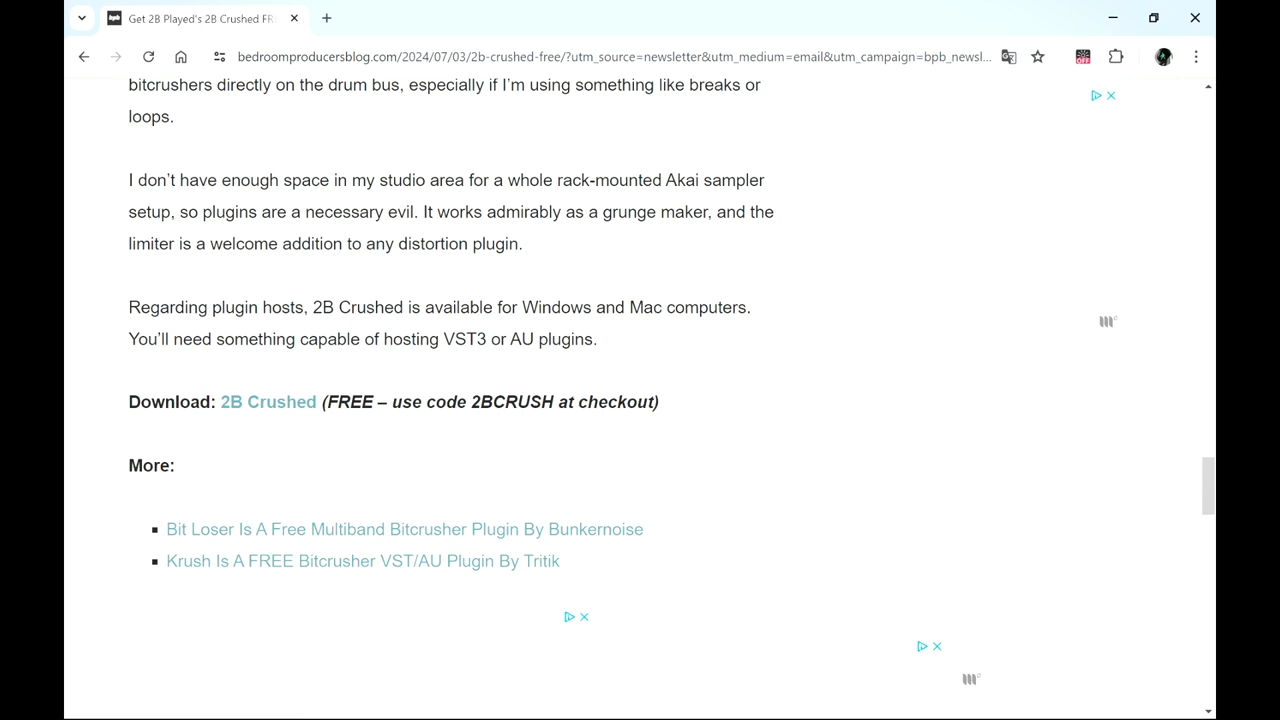 Get 2B Played's 2B Crushed FR
bedroomproducersblog.com/2024/07/03/2b-crushed-free/?utm_source=newsletter&utm_medium=email&utm_campaign=bpb_newsl...
OFF
bitcrushers directly on the drum bus, especially if I’m using something like breaks or
loops.
I don’t have enough space in my studio area for a whole rack-mounted Akai sampler
setup, so plugins are a necessary evil. It works admirably as a grunge maker, and the
limiter is a welcome addition to any distortion plugin.
Regarding plugin hosts, 2B Crushed is available for Windows and Mac computers.
You’ll need something capable of hosting VST3 or AU plugins.
Download: 2B Crushed (FREE – use code 2BCRUSH at checkout)
More:
Bit Loser Is A Free Multiband Bitcrusher Plugin By Bunkernoise
Krush Is A FREE Bitcrusher VST/AU Plugin By Tritik